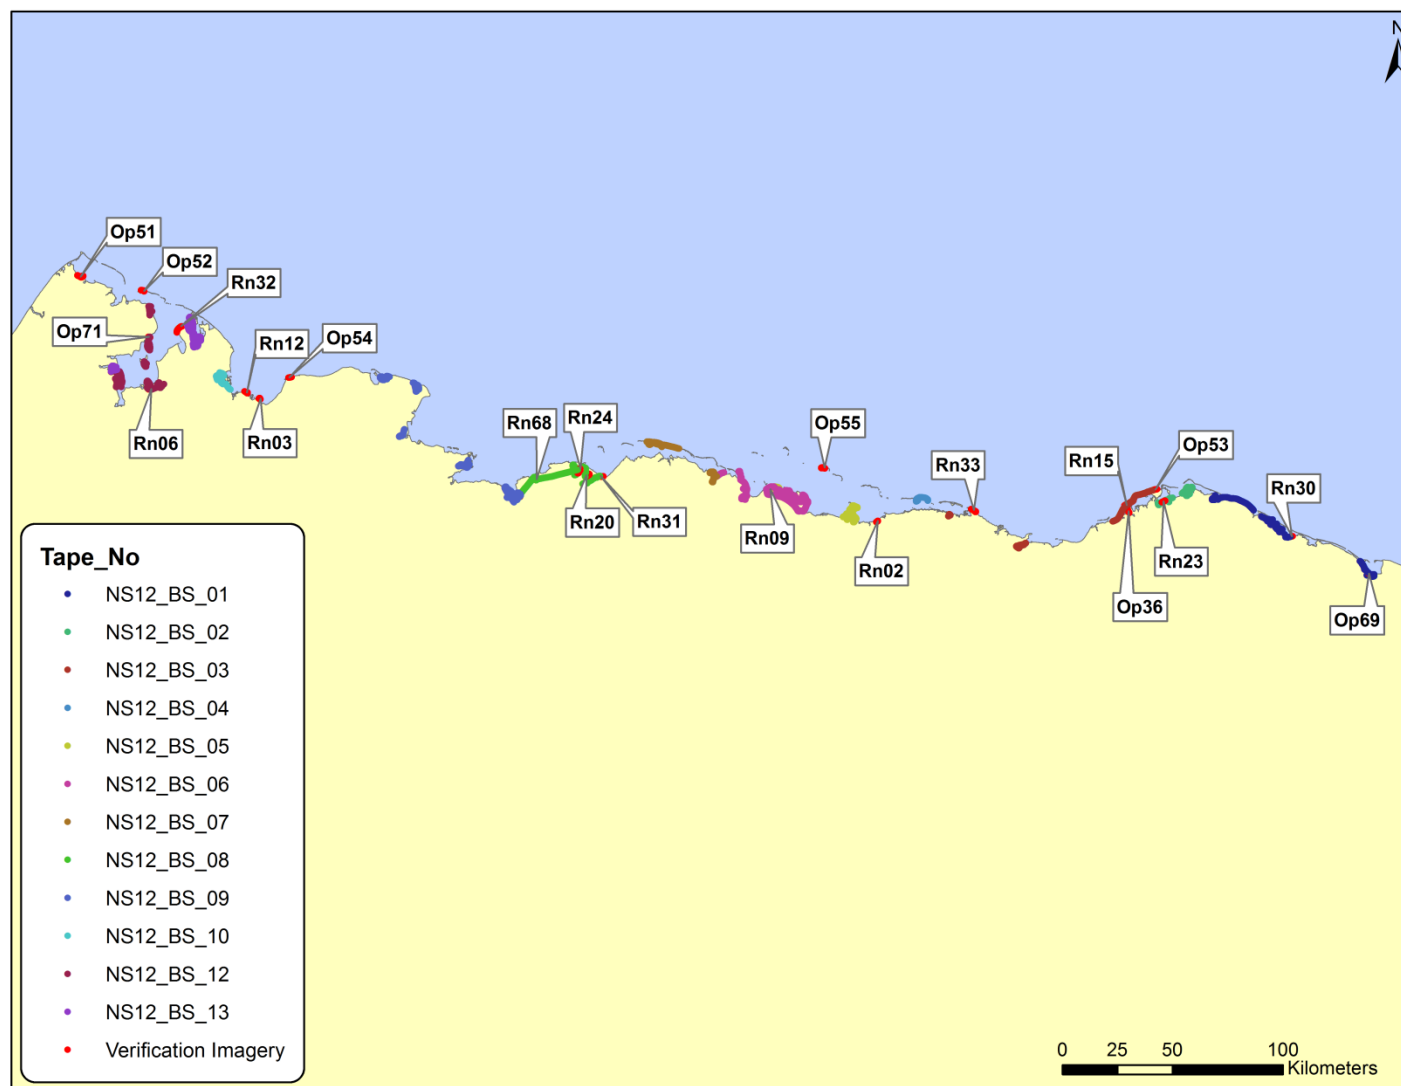 N
Op51
Op52
Rn32
Op71
Rn12
Op54
Rn06
Rn03
Rn68
Rn24
Op55
Rn20
Rn31
Rn09
Rn33
Rn02
Rn15
Op53
Rn30
Rn23
Op36
Op69
Tape_No
NS12_BS_01
NS12_BS_02
NS12_BS_03
NS12_BS_04
NS12_BS_05
NS12_BS_06
NS12_BS_07
NS12_BS_08
NS12_BS_09
NS12_BS_10
NS12_BS_12
NS12_BS_13
Verification Imagery
0 25 50 100
Kilometers